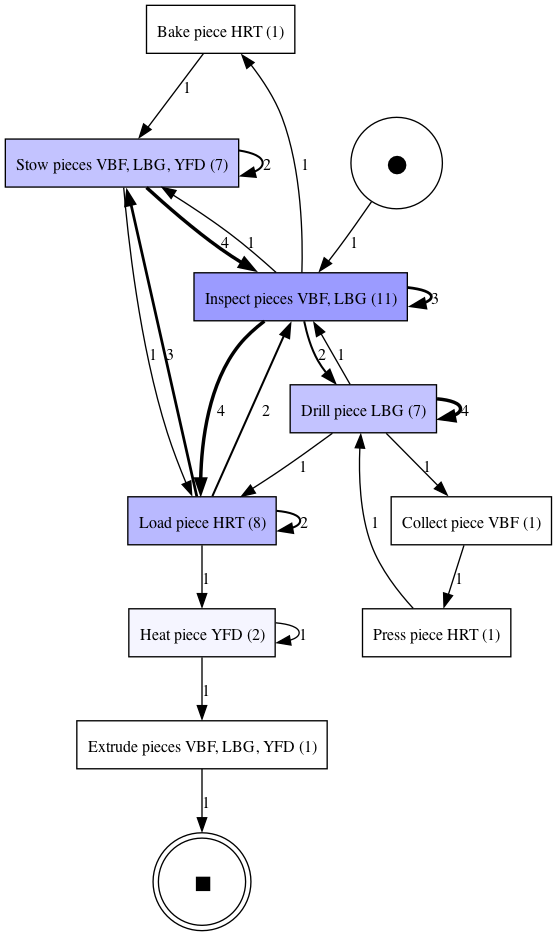 Bake piece HRT (1)
1
Stow pieces VBF, LBG, YFD (7)
2
4
1
1
1
Inspect pieces VBF, LBG (11)
3
1
3
4
2
2
1
Drill piece LBG (7)
4
1
1
Load piece HRT (8)
2
1
Collect piece VBF (1)
1
1
Heat piece YFD (2)
1
Press piece HRT (1)
1
Extrude pieces VBF, LBG, YFD (1)
1